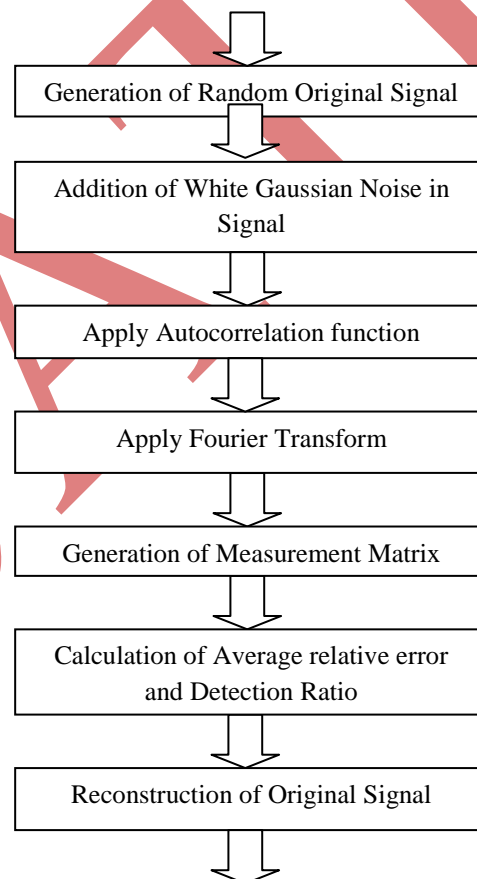 Generation of Random Original Signal
Addition of White Gaussian Noise in
Signal
Apply Autocorrelation function
Apply Fourier Transform
Generation of Measurement Matrix
Calculation of Average relative error
and Detection Ratio
Reconstruction of Original Signal